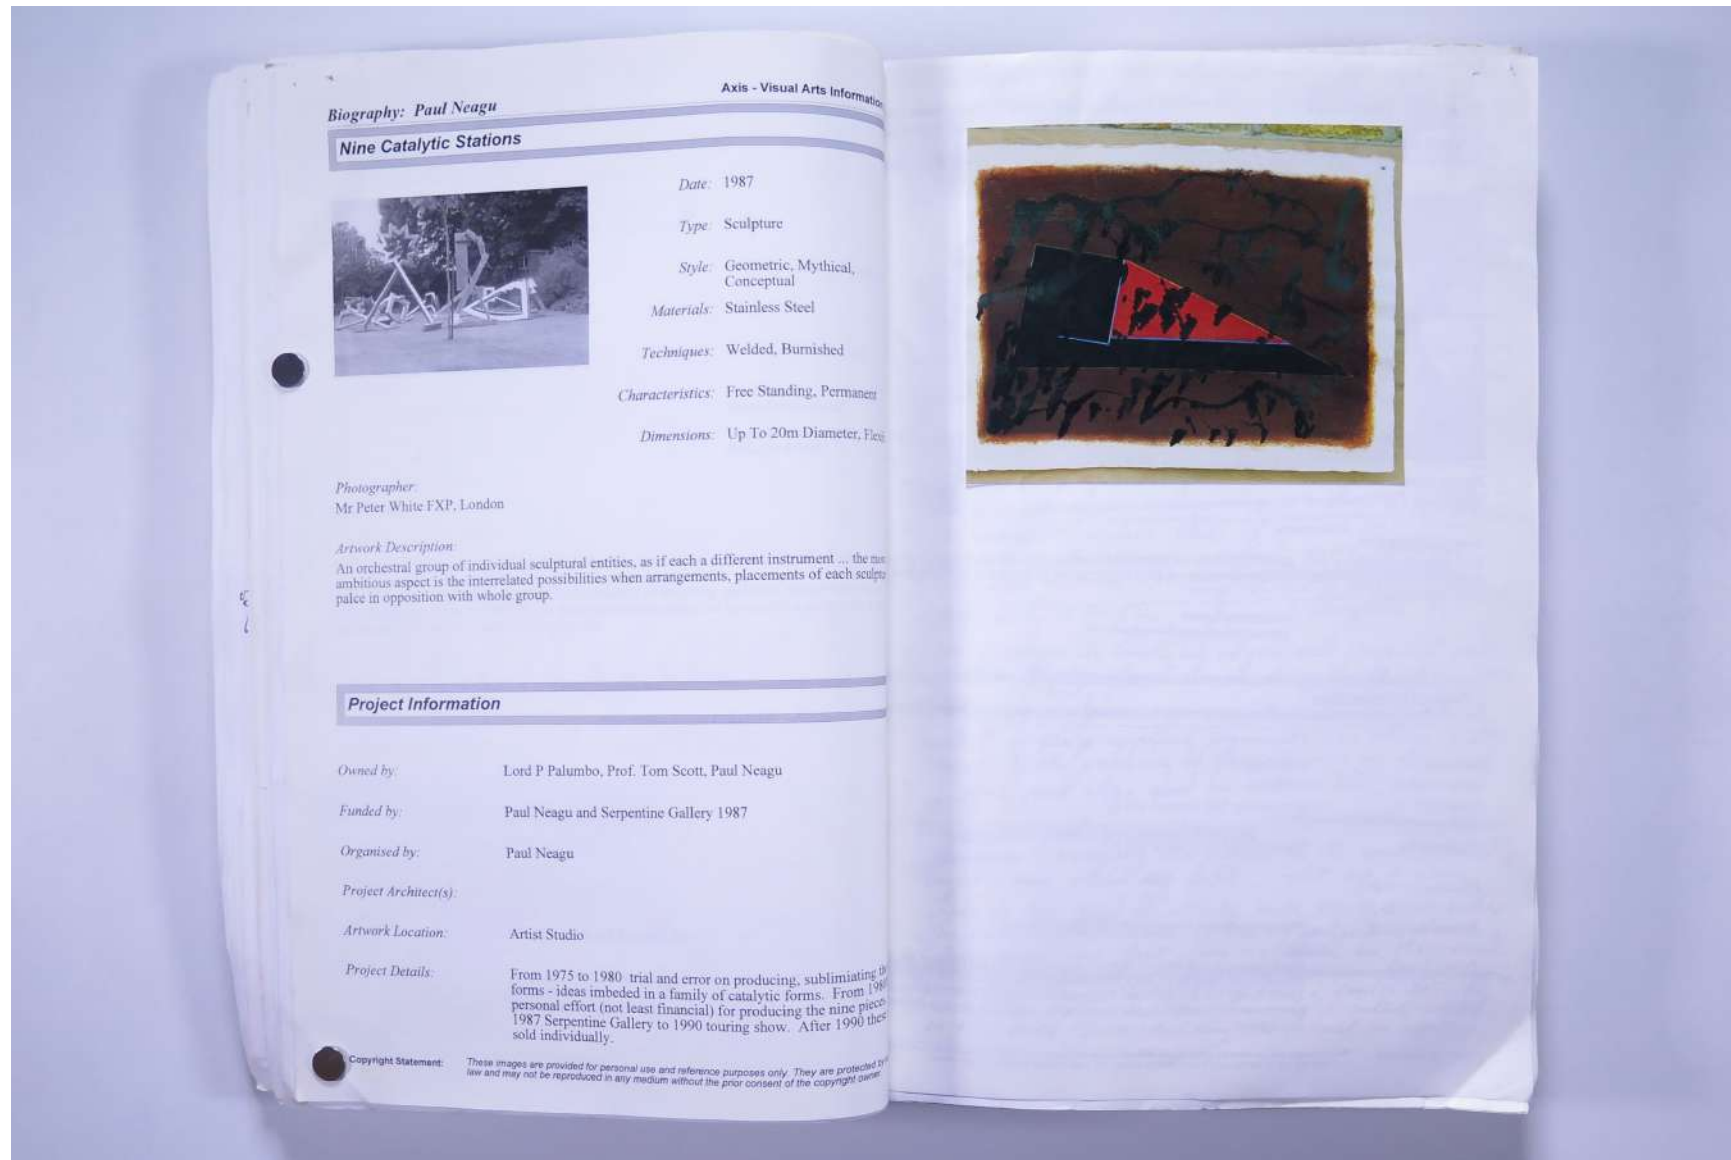 Biography: Paul Neagu
Axis - Visual Arts Information
Nine Catalytic Stations
Date: 1987
Type: Sculpture
Style: Geometric, Mythical,
Conceptual
Materials: Stainless Steel
Techniques: Welded, Burnished
Characteristics: Free Standing, Permanent
Dimensions: Up To 20m Diameter,
Photographer:
Mr Peter White FXP, London
Artwork Description:
An orchestral group of individual sculptural entities, as if each a different instrument ... the
ambitious aspect is the interrelated possibilities when arrangements, placements of each
palce in opposition with whole group.
Project Information
Owned by: Lord P Palumbo, Prof. Tom Scott, Paul Neagu
Funded by: Paul Neagu and Serpentine Gallery 1987
Organised by: Paul Neagu
Project Architect(s):
Artwork Location: Artist Studio
Project Details: From 1975 to 1980 trial and error on producing, sublimiating
forms - ideas imbeded in a family of catalytic forms. From
personal effort (not least financial) for producing the nine pieces
1987 Serpentine Gallery to 1990 touring show. After 1990
sold individually.
Copyright Statement: These images are provided for personal use and reference purposes only. They are protected by
law and may not be reproduced in any medium without the prior consent of the copyright owner